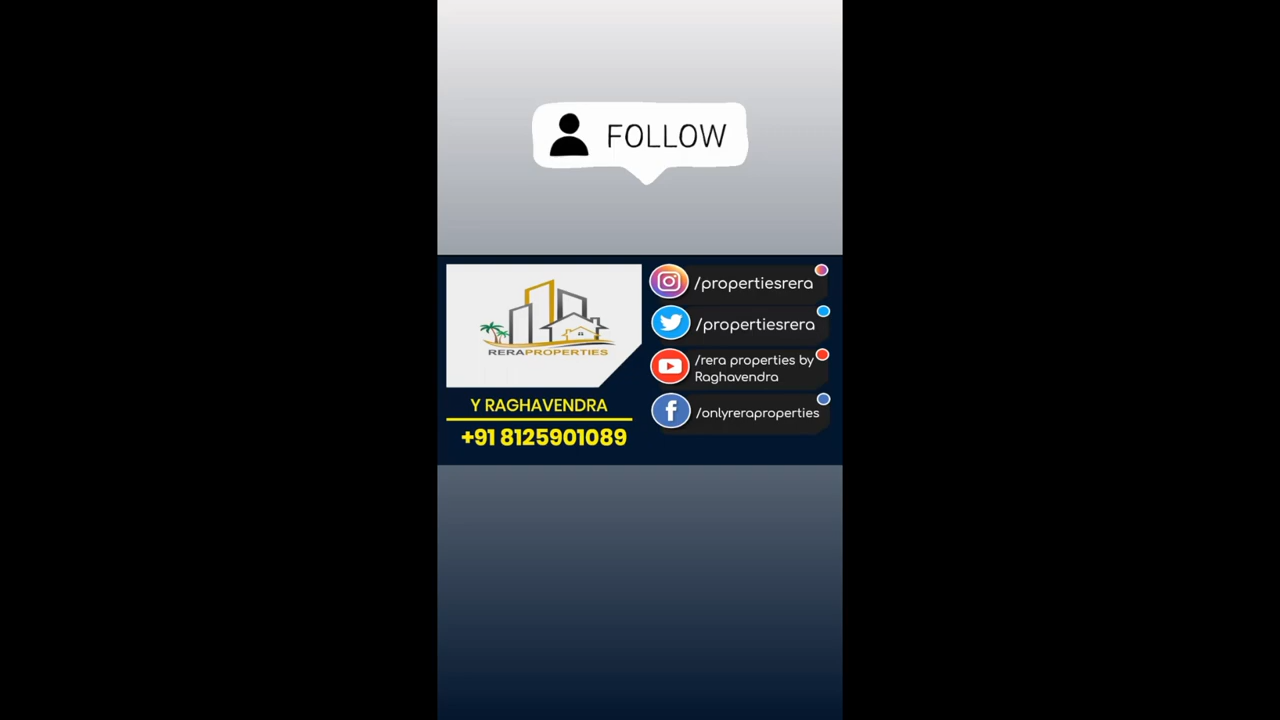 FOLLOW
RERAPROPERTIES
Y RAGHAVENDRA
+91 8125901089
/propertiesrera
/propertiesrera
/rera properties by
Raghavendra
/onlyreraproperties